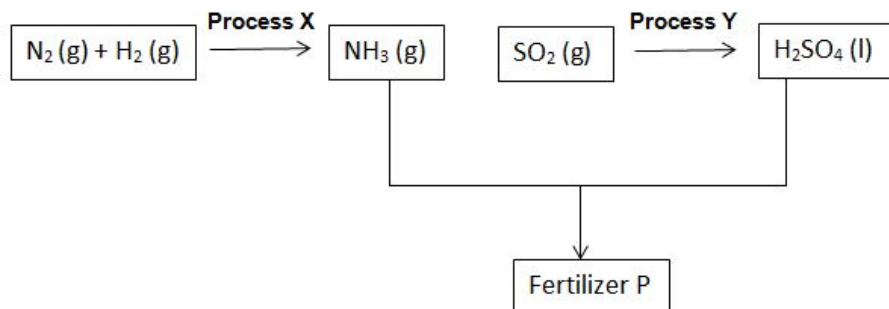 Process X
Process Y
N₂ (g) + H₂ (g)
NH₃ (g)
SO₂ (g)
H₂SO₄ (l)
Fertilizer P